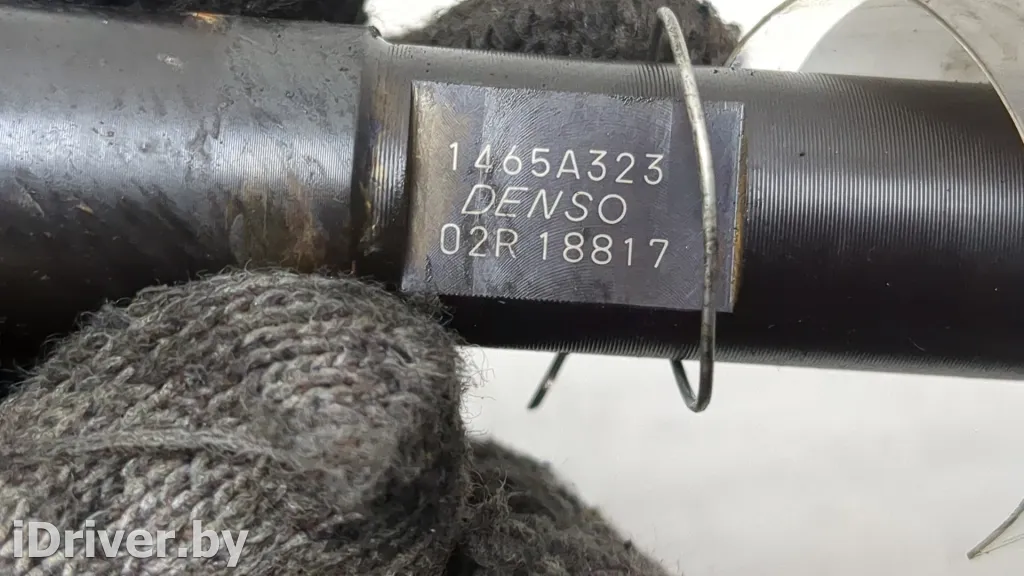 1465A323
DENSO
02R 18817
iDriver.by